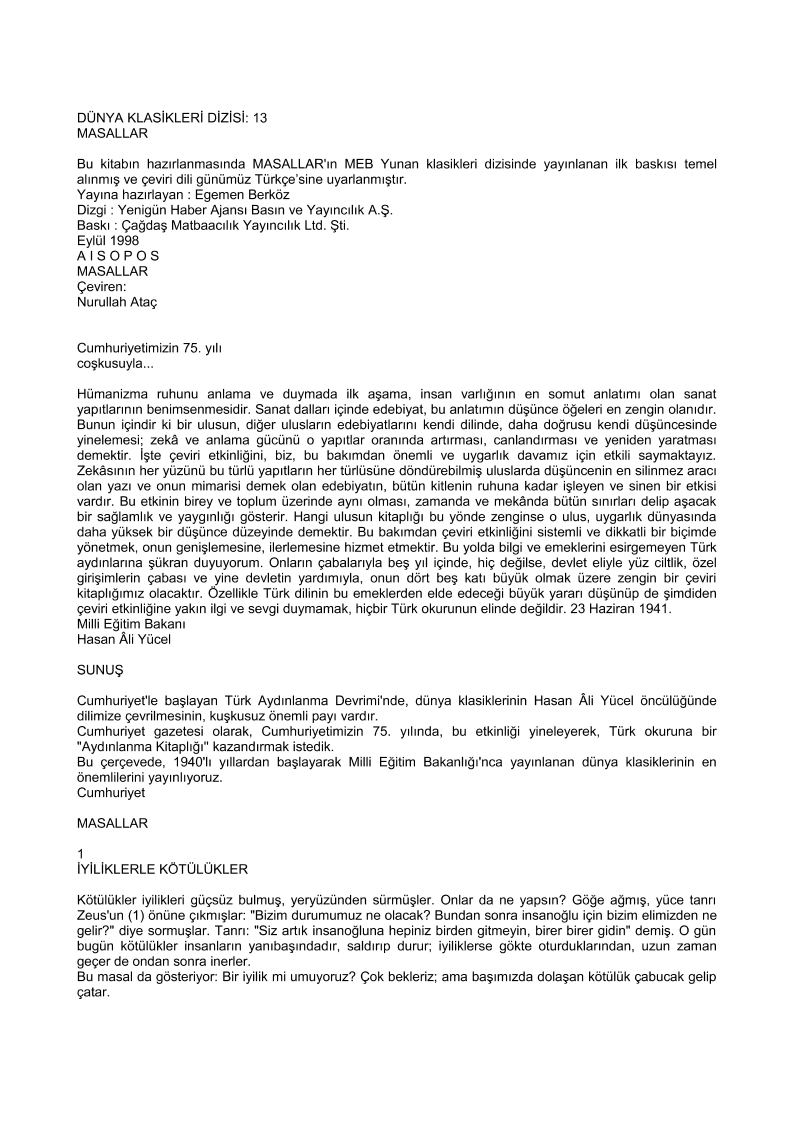 DÜNYA KLASİKLERİ DİZİSİ: 13
MASALLAR
Bu kitabın hazırlanmasında MASALLAR'ın MEB Yunan klasikleri dizisinde yayınlanan ilk baskısı temel
alınmış ve çeviri dili günümüz Türkçe’sine uyarlanmıştır.
Yayına hazırlayan : Egemen Berköz
Dizgi : Yenigün Haber Ajansı Basın ve Yayıncılık A.Ş.
Baskı : Çağdaş Matbaacılık Yayıncılık Ltd. Şti.
Eylül 1998
A I S O P O S
MASALLAR
Çeviren:
Nurullah Ataç
Cumhuriyetimizin 75. yılı
coşkusuyla...
Hümanizma ruhunu anlama ve duymada ilk aşama, insan varlığının en somut anlatımı olan sanat
yapıtlarının benimsenmesidir. Sanat dalları içinde edebiyat, bu anlatımın düşünce öğeleri en zengin olanıdır.
Bunun içindir ki bir ulusun, diğer ulusların edebiyatlarını kendi dilinde, daha doğrusu kendi düşüncesinde
yinelemesi; zekâ ve anlama gücünü o yapıtlar oranında artırması, canlandırması ve yeniden yaratması
demektir. İşte çeviri etkinliğini, biz, bu bakımdan önemli ve uygarlık davamız için etkili saymaktayız.
Zekâsının her yüzünü bu türlü yapıtların her türlüsüne döndürebilmiş uluslarda düşüncenin en silinmez aracı
olan yazı ve onun mimarisi demek olan edebiyatın, bütün kitlenin ruhuna kadar işleyen ve sinen bir etkisi
vardır. Bu etkinin birey ve toplum üzerinde aynı olması, zamanda ve mekânda bütün sınırları delip aşacak
bir sağlamlık ve yaygınlığı gösterir. Hangi ulusun kitaplığı bu yönde zenginse o ulus, uygarlık dünyasında
daha yüksek bir düşünce düzeyinde demektir. Bu bakımdan çeviri etkinliğini sistemli ve dikkatli bir biçimde
yönetmek, onun genişlemesine, ilerlemesine hizmet etmektir. Bu yolda bilgi ve emeklerini esirgemeyen Türk
aydınlarına şükran duyuyorum. Onların çabalarıyla beş yıl içinde, hiç değilse, devlet eliyle yüz ciltlik, özel
girişimlerin çabası ve yine devletin yardımıyla, onun dört beş katı büyük olmak üzere zengin bir çeviri
kitaplığımız olacaktır. Özellikle Türk dilinin bu emeklerden elde edeceği büyük yararı düşünüp de şimdiden
çeviri etkinliğine yakın ilgi ve sevgi duymamak, hiçbir Türk okurunun elinde değildir. 23 Haziran 1941.
Milli Eğitim Bakanı
Hasan Âli Yücel
SUNUŞ
Cumhuriyet'le başlayan Türk Aydınlanma Devrimi'nde, dünya klasiklerinin Hasan Âli Yücel öncülüğünde
dilimize çevrilmesinin, kuşkusuz önemli payı vardır.
Cumhuriyet gazetesi olarak, Cumhuriyetimizin 75. yılında, bu etkinliği yineleyerek, Türk okuruna bir
"Aydınlanma Kitaplığı" kazandırmak istedik.
Bu çerçevede, 1940'lı yıllardan başlayarak Milli Eğitim Bakanlığı'nca yayınlanan dünya klasiklerinin en
önemlilerini yayınlıyoruz.
Cumhuriyet
MASALLAR
1
İYİLİKLERLE KÖTÜLÜKLER
Kötülükler iyilikleri güçsüz bulmuş, yeryüzünden sürmüşler. Onlar da ne yapsın? Göğe ağmış, yüce tanrı
Zeus'un (1) önüne çıkmışlar: "Bizim durumumuz ne olacak? Bundan sonra insanoğlu için bizim elimizden ne
gelir?" diye sormuşlar. Tanrı: "Siz artık insanoğluna hepiniz birden gitmeyin, birer birer gidin" demiş. O gün
bugün kötülükler insanların yanıbaşındadır, saldırıp durur; iyiliklerse gökte oturduklarından, uzun zaman
geçer de ondan sonra inerler.
Bu masal da gösteriyor: Bir iyilik mi umuyoruz? Çok bekleriz; ama başımızda dolaşan kötülük çabucak gelip
çatar.